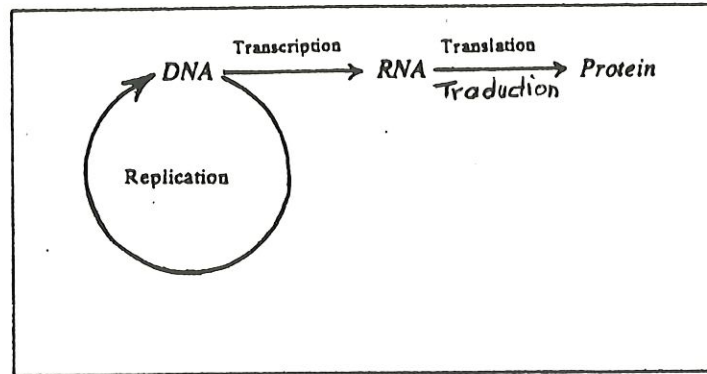 Transcription Translation
DNA RNA Protein
Traduction
Replication